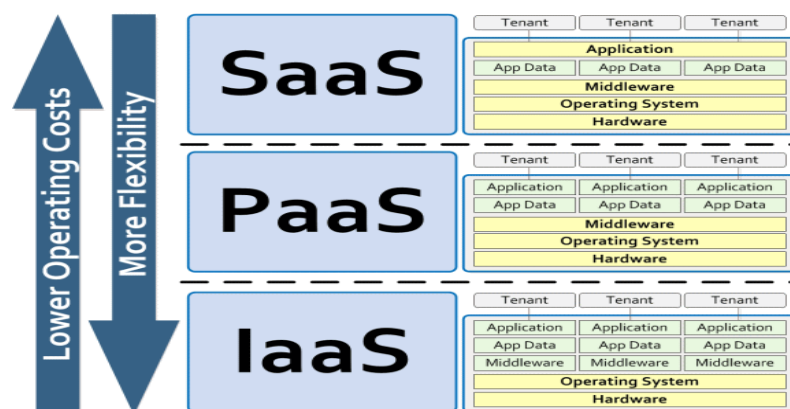 Lower Operating Costs
More Flexibility
SaaS
Tenant Tenant Tenant
Application
App Data App Data App Data
Middleware
Operating System
Hardware
PaaS
Tenant Tenant Tenant
Application Application Application
App Data App Data App Data
Middleware
Operating System
Hardware
IaaS
Tenant Tenant Tenant
Application Application Application
App Data App Data App Data
Middleware Middleware Middleware
Operating System
Hardware